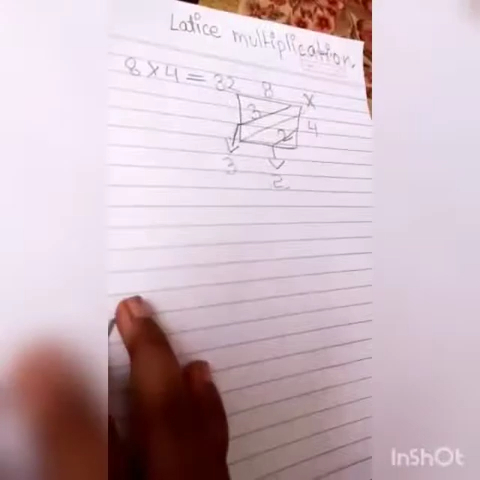 Latice multiplication.
8 × 4 = 32
8
×
3
4
2
3
2
InShOt